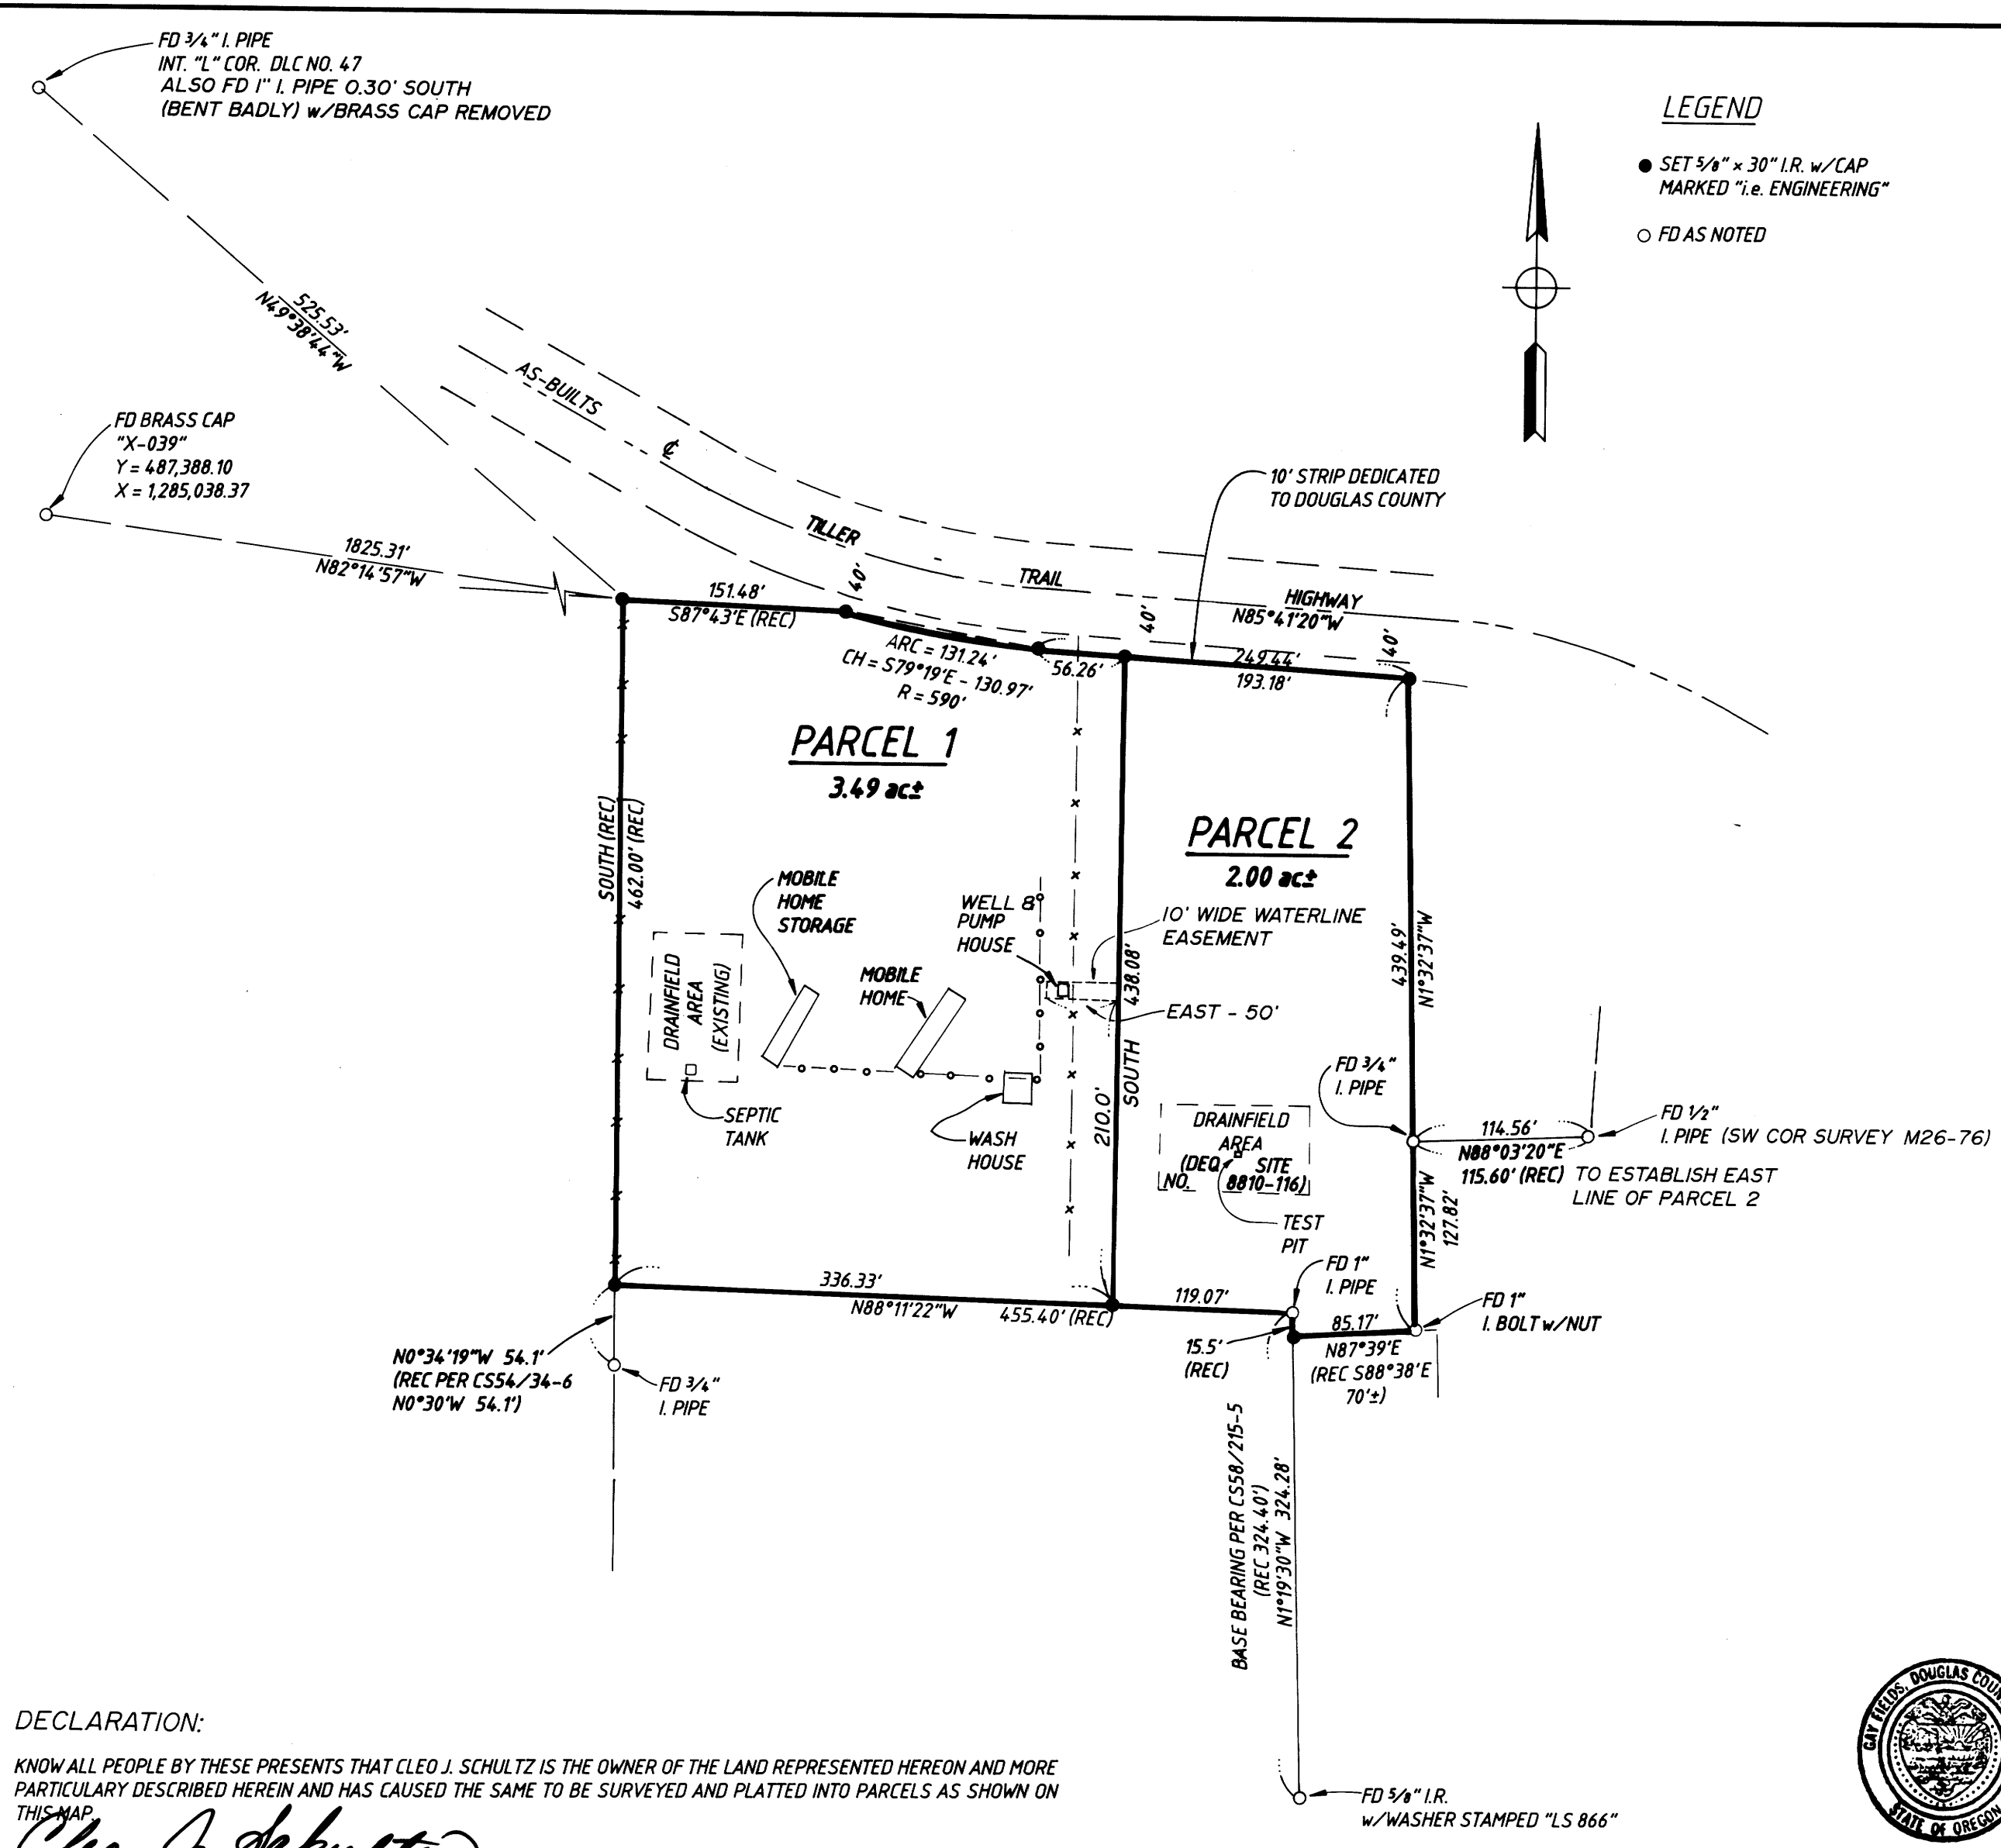 FD 3/4" I. PIPE
INT. "L" COR. DLC NO. 47
ALSO FD 1" I. PIPE 0.30' SOUTH
(BENT BADLY) w/BRASS CAP REMOVED
LEGEND
SET 5/8" x 30" I.R. w/CAP
MARKED "i.e. ENGINEERING"
FD AS NOTED
525.53'
N49°38'44"W
AS-BUILTS
℄
FD BRASS CAP
"X-039"
Y = 487,388.10
X = 1,285,038.37
1825.31'
N82°14'57"W
10' STRIP DEDICATED
TO DOUGLAS COUNTY
TILLER
TRAIL
HIGHWAY
N85°41'20"W
40'
40'
40'
151.48'
S87°43'E (REC)
ARC = 131.24'
CH = S79°19'E - 130.97'
R = 590'
56.26'
249.44'
193.18'
PARCEL 1
3.49 ac±
PARCEL 2
2.00 ac±
SOUTH (REC)
462.00' (REC)
MOBILE
HOME
STORAGE
MOBILE
HOME
WELL &
PUMP
HOUSE
10' WIDE WATERLINE
EASEMENT
EAST - 50'
438.08'
SOUTH
210.0'
439.49'
N1°32'37"W
DRAINFIELD
AREA
(EXISTING)
SEPTIC
TANK
WASH
HOUSE
DRAINFIELD
AREA
(DEQ SITE
NO. 8810-116)
TEST
PIT
FD 3/4"
I. PIPE
114.56'
N88°03'20"E
115.60' (REC)
TO ESTABLISH EAST
LINE OF PARCEL 2
FD 1/2"
I. PIPE (SW COR SURVEY M26-76)
N1°32'37"W
127.82'
FD 1"
I. PIPE
FD 1"
I. BOLT w/NUT
336.33'
N88°11'22"W
455.40' (REC)
119.07'
15.5'
(REC)
85.17'
N87°39'E
(REC S88°38'E
70'±)
N0°34'19"W 54.1'
(REC PER CS54/34-6
N0°30'W 54.1')
FD 3/4"
I. PIPE
BASE BEARING PER CS58/215-5
(REC 324.40')
N1°19'30"W 324.28'
FD 5/8" I.R.
w/WASHER STAMPED "LS 866"
DECLARATION:
KNOW ALL PEOPLE BY THESE PRESENTS THAT CLEO J. SCHULTZ IS THE OWNER OF THE LAND REPRESENTED HEREON AND MORE
PARTICULARY DESCRIBED HEREIN AND HAS CAUSED THE SAME TO BE SURVEYED AND PLATTED INTO PARCELS AS SHOWN ON
THIS MAP.
Cleo J. Schultz
GAY FIELDS, DOUGLAS
STATE OF OREGON